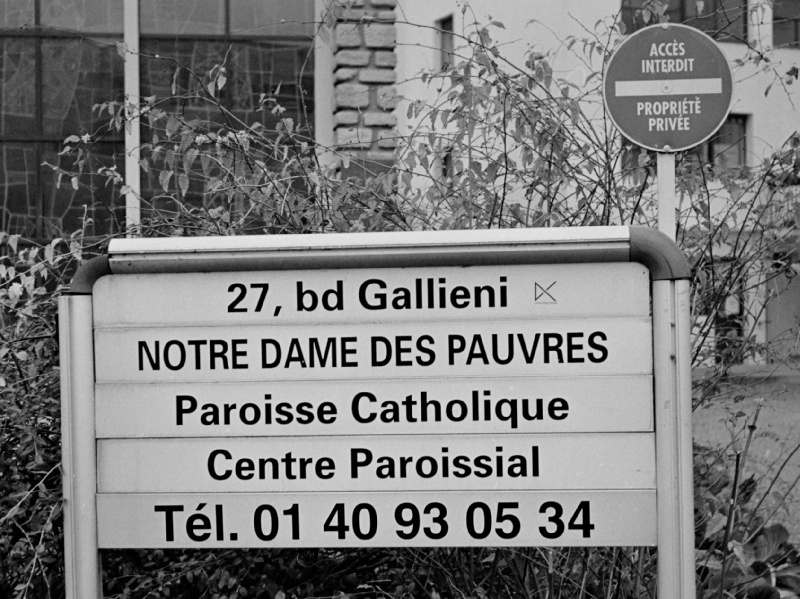 ACCÈS
INTERDIT
PROPRIÉTÉ
PRIVÉE
27, bd Gallieni
NOTRE DAME DES PAUVRES
Paroisse Catholique
Centre Paroissial
Tél. 01 40 93 05 34